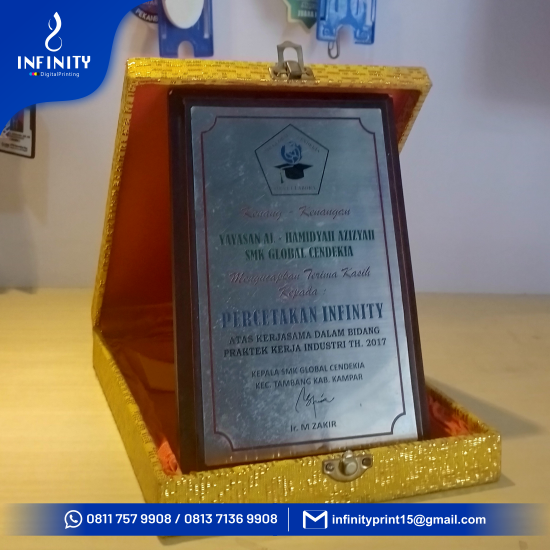 INFINITY
DigitalPrinting
Kenang - Kenangan
YAYASAN AL - HAMIDYAH AZIZYAH
SMK GLOBAL CENDEKIA
Mengucapkan Terima Kasih
Kepada :
PERCETAKAN INFINITY
ATAS KERJASAMA DALAM BIDANG
PRAKTEK KERJA INDUSTRI TH. 2017
KEPALA SMK GLOBAL CENDEKIA
KEC. TAMBANG KAB. KAMPAR
Ir. M ZAKIR
0811 757 9908 / 0813 7136 9908
infinityprint15@gmail.com